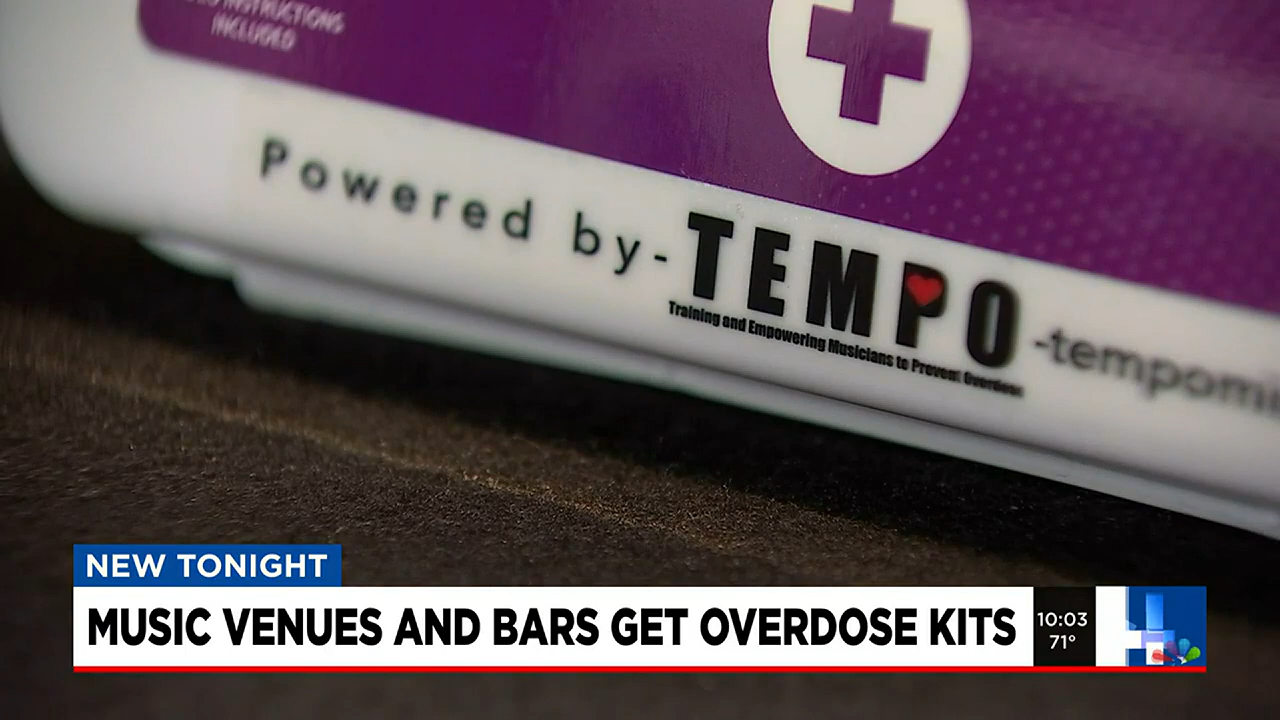 INSTRUCTIONS
INCLUDED
Powered by-TEMPO-tempomi
Training and Empowering Musicians to Prevent Overdose
NEW TONIGHT
MUSIC VENUES AND BARS GET OVERDOSE KITS
10:03
71°